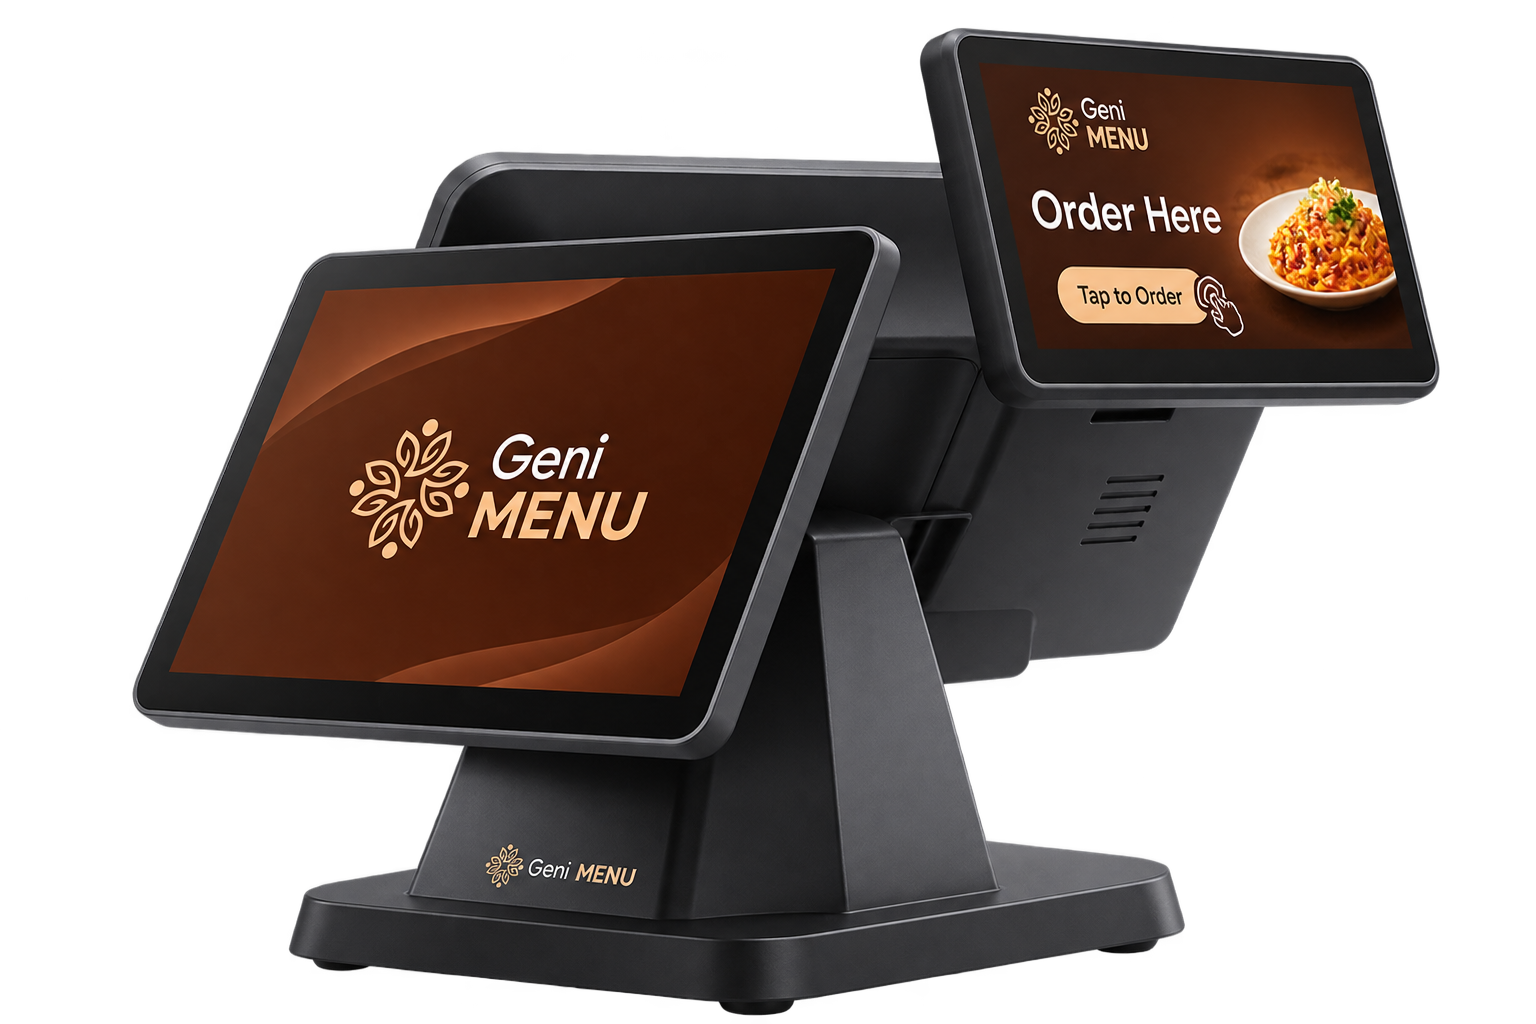 Geni
MENU
Order Here
Tap to Order
Geni
MENU
Geni MENU